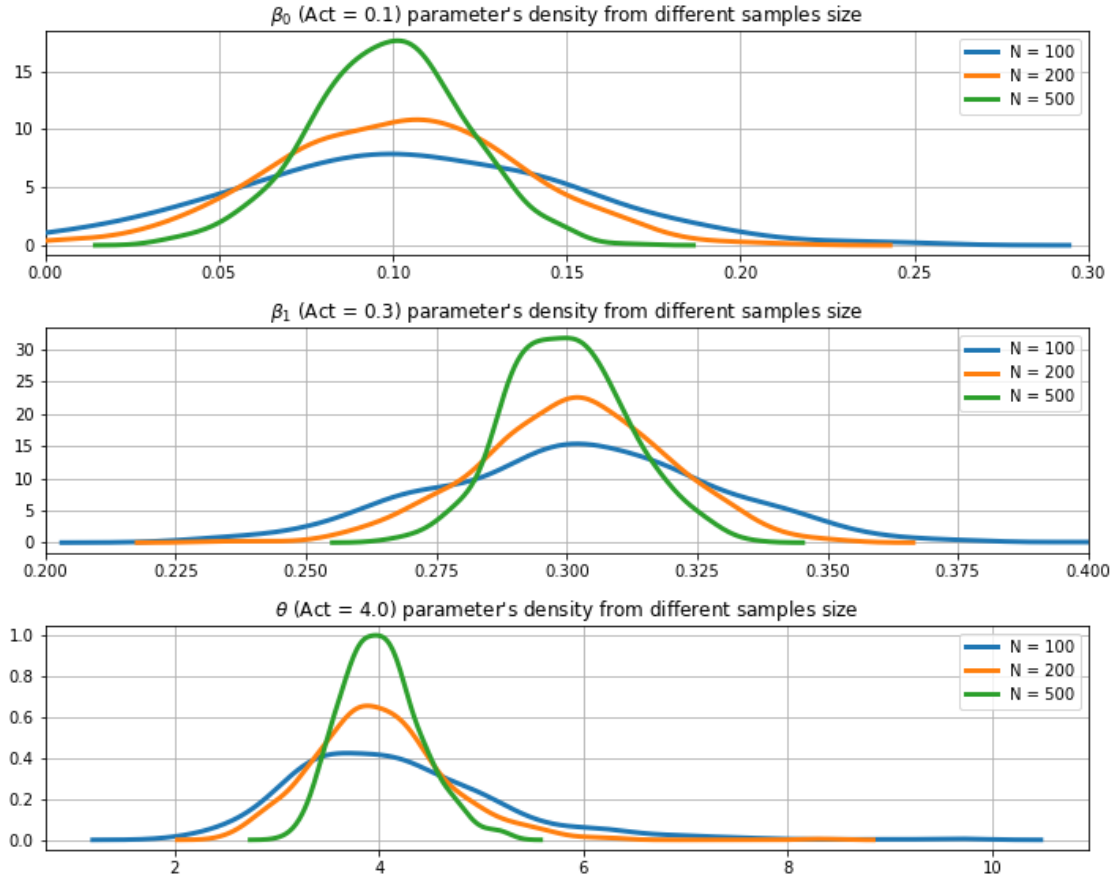 β₀ (Act = 0.1) parameter's density from different samples size
15
10
5
0
0.00 0.05 0.10 0.15 0.20 0.25 0.30
N = 100
N = 200
N = 500
β₁ (Act = 0.3) parameter's density from different samples size
30
25
20
15
10
5
0
0.200 0.225 0.250 0.275 0.300 0.325 0.350 0.375 0.400
N = 100
N = 200
N = 500
θ (Act = 4.0) parameter's density from different samples size
1.0
0.8
0.6
0.4
0.2
0.0
2 4 6 8 10
N = 100
N = 200
N = 500